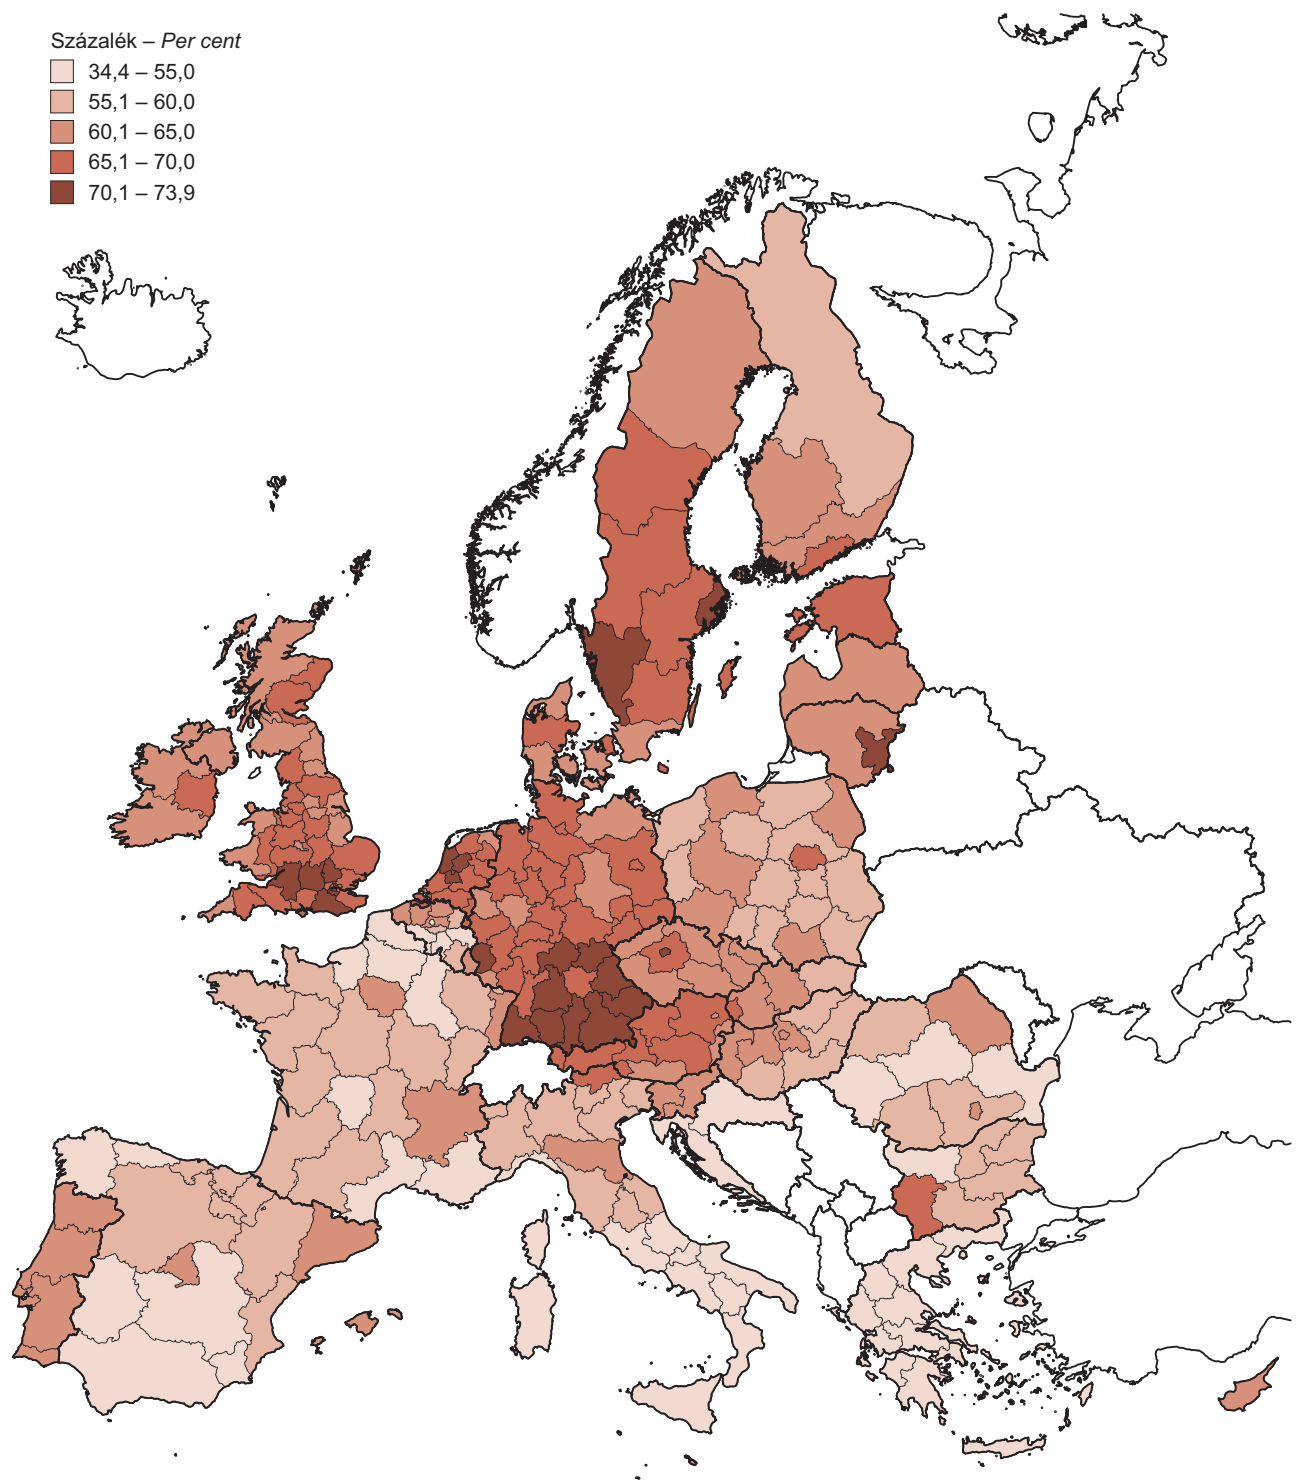 Százalék – Per cent
34,4 – 55,0
55,1 – 60,0
60,1 – 65,0
65,1 – 70,0
70,1 – 73,9